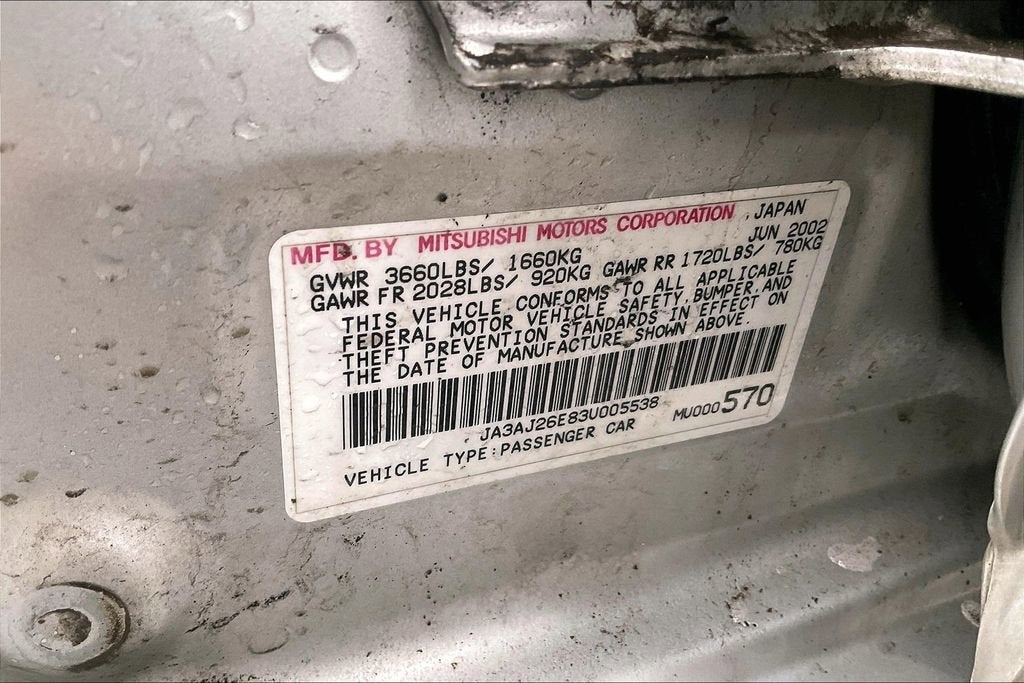 MFD. BY MITSUBISHI MOTORS CORPORATION, JAPAN
GVWR 3660LBS/ 1660KG JUN 2002
GAWR FR 2028LBS/ 920KG GAWR RR 1720LBS/ 780KG
THIS VEHICLE CONFORMS TO ALL APPLICABLE
FEDERAL MOTOR VEHICLE SAFETY,BUMPER,AND
THEFT PREVENTION STANDARDS IN EFFECT ON
THE DATE OF MANUFACTURE SHOWN ABOVE.
JA3AJ26E83U005538 MU000570
VEHICLE TYPE:PASSENGER CAR